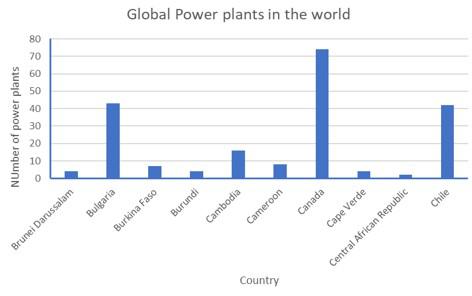 Global Power plants in the world
80
70
60
50
40
30
20
10
0
NUmber of power plants
Brunei Darussalam
Bulgaria
Burkina Faso
Burundi
Cambodia
Cameroon
Canada
Cape Verde
Central African Republic
Chile
Country